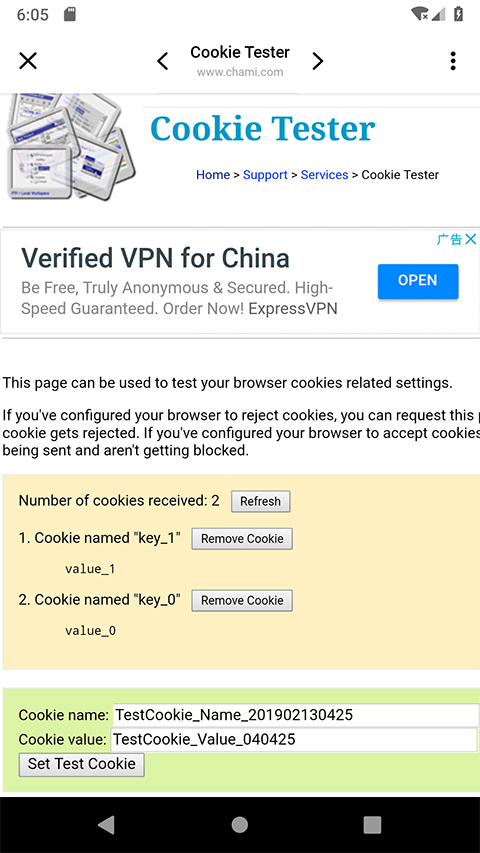 6:05
Cookie Tester
www.chami.com
Cookie Tester
Home > Support > Services > Cookie Tester
广告
Verified VPN for China
Be Free, Truly Anonymous & Secured. High-
Speed Guaranteed. Order Now! ExpressVPN
OPEN
This page can be used to test your browser cookies related settings.
If you've configured your browser to reject cookies, you can request this
cookie gets rejected. If you've configured your browser to accept cookies
being sent and aren't getting blocked.
Number of cookies received: 2 Refresh
1. Cookie named "key_1" Remove Cookie
value_1
2. Cookie named "key_0" Remove Cookie
value_0
Cookie name: TestCookie_Name_201902130425
Cookie value: TestCookie_Value_040425
Set Test Cookie